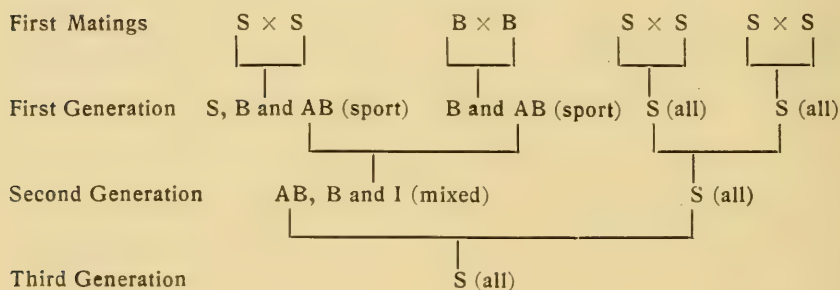 First Matings S × S B × B S × S S × S
First Generation S, B and AB (sport) B and AB (sport) S (all) S (all)
Second Generation AB, B and I (mixed) S (all)
Third Generation S (all)